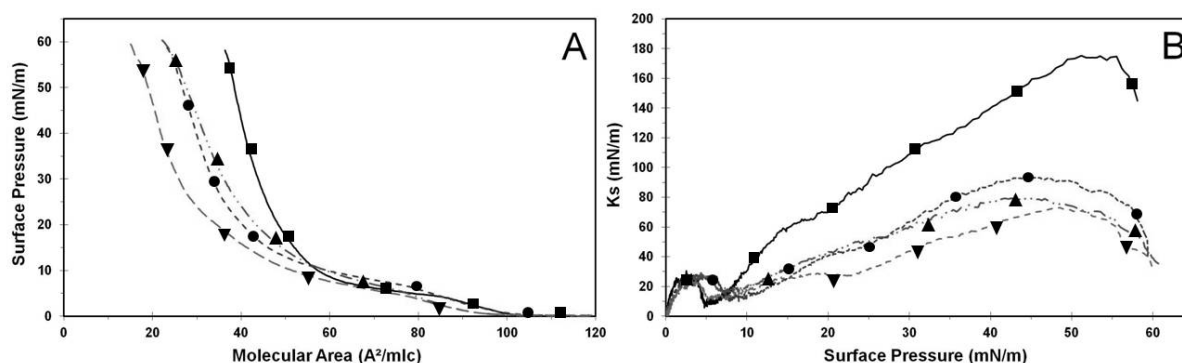 A
Surface Pressure (mN/m)
60
50
40
30
20
10
0
0 20 40 60 80 100 120
Molecular Area (A²/mlc)
B
Ks (mN/m)
200
180
160
140
120
100
80
60
40
20
0
0 10 20 30 40 50 60
Surface Pressure (mN/m)